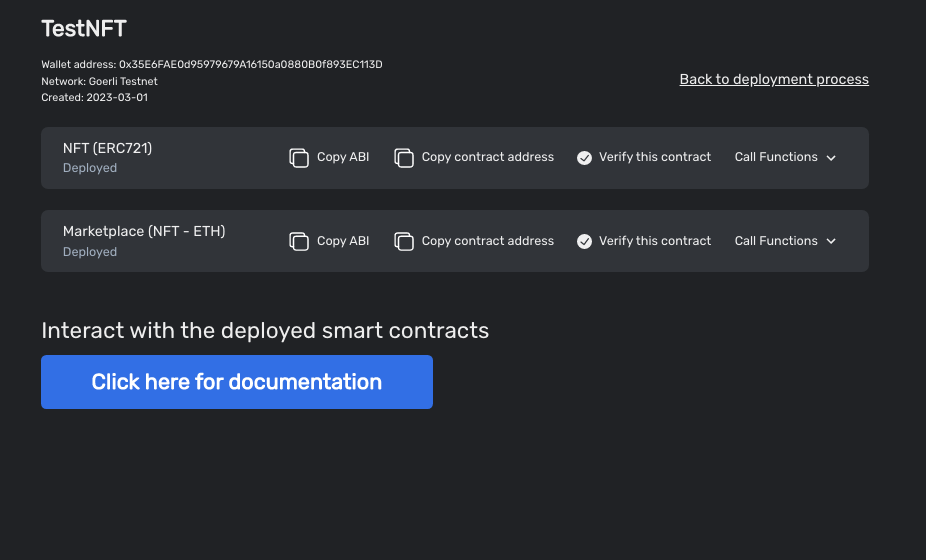 TestNFT
Wallet address: 0x35E6FAE0d95979679A16150a0880B0f893EC113D
Network: Goerli Testnet
Created: 2023-03-01
Back to deployment process
NFT (ERC721)
Deployed
Copy ABI
Copy contract address
Verify this contract
Call Functions
Marketplace (NFT - ETH)
Deployed
Copy ABI
Copy contract address
Verify this contract
Call Functions
Interact with the deployed smart contracts
Click here for documentation